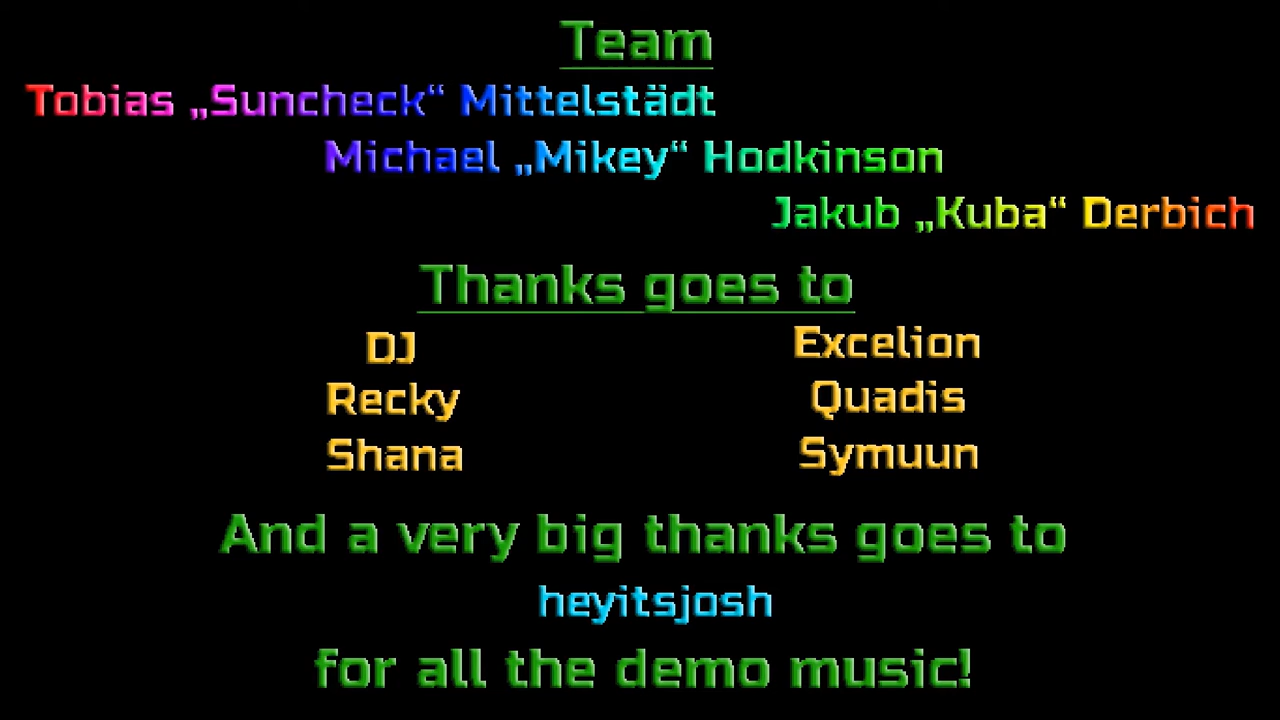 Team
Tobias „Suncheck“ Mittelstädt
Michael „Mikey“ Hodkinson
Jakub „Kuba“ Derbich
Thanks goes to
DJ
Recky
Shana
Excelion
Quadis
Symuun
And a very big thanks goes to
heyitsjosh
for all the demo music!